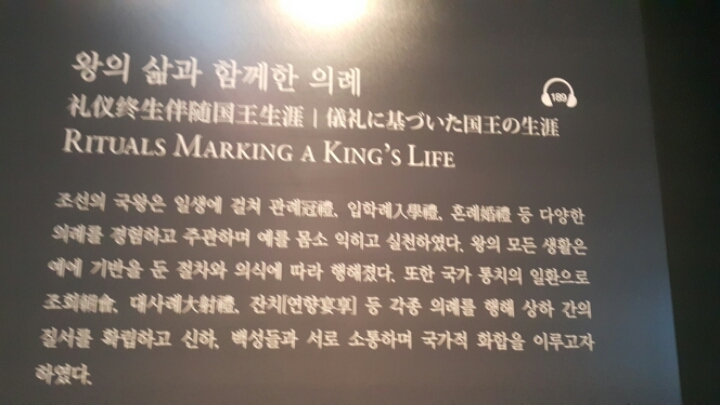 왕의 삶과 함께한 의례
189
礼仪终生伴随国王生涯 | 儀礼に基づいた国王の生涯
RITUALS MARKING A KING'S LIFE
조선의 국왕은 일생에 걸쳐 관례冠禮, 입학례入學禮, 혼례婚禮 등 다양한
의례를 경험하고 주관하며 예를 몸소 익히고 실천하였다. 왕의 모든 생활은
예에 기반을 둔 절차와 의식에 따라 행해졌다. 또한 국가 통치의 일환으로
조회朝會, 대사례大射禮, 잔치[연향宴享] 등 각종 의례를 행해 상하 간의
질서를 확립하고 신하, 백성들과 서로 소통하며 국가적 화합을 이루고자
하였다.